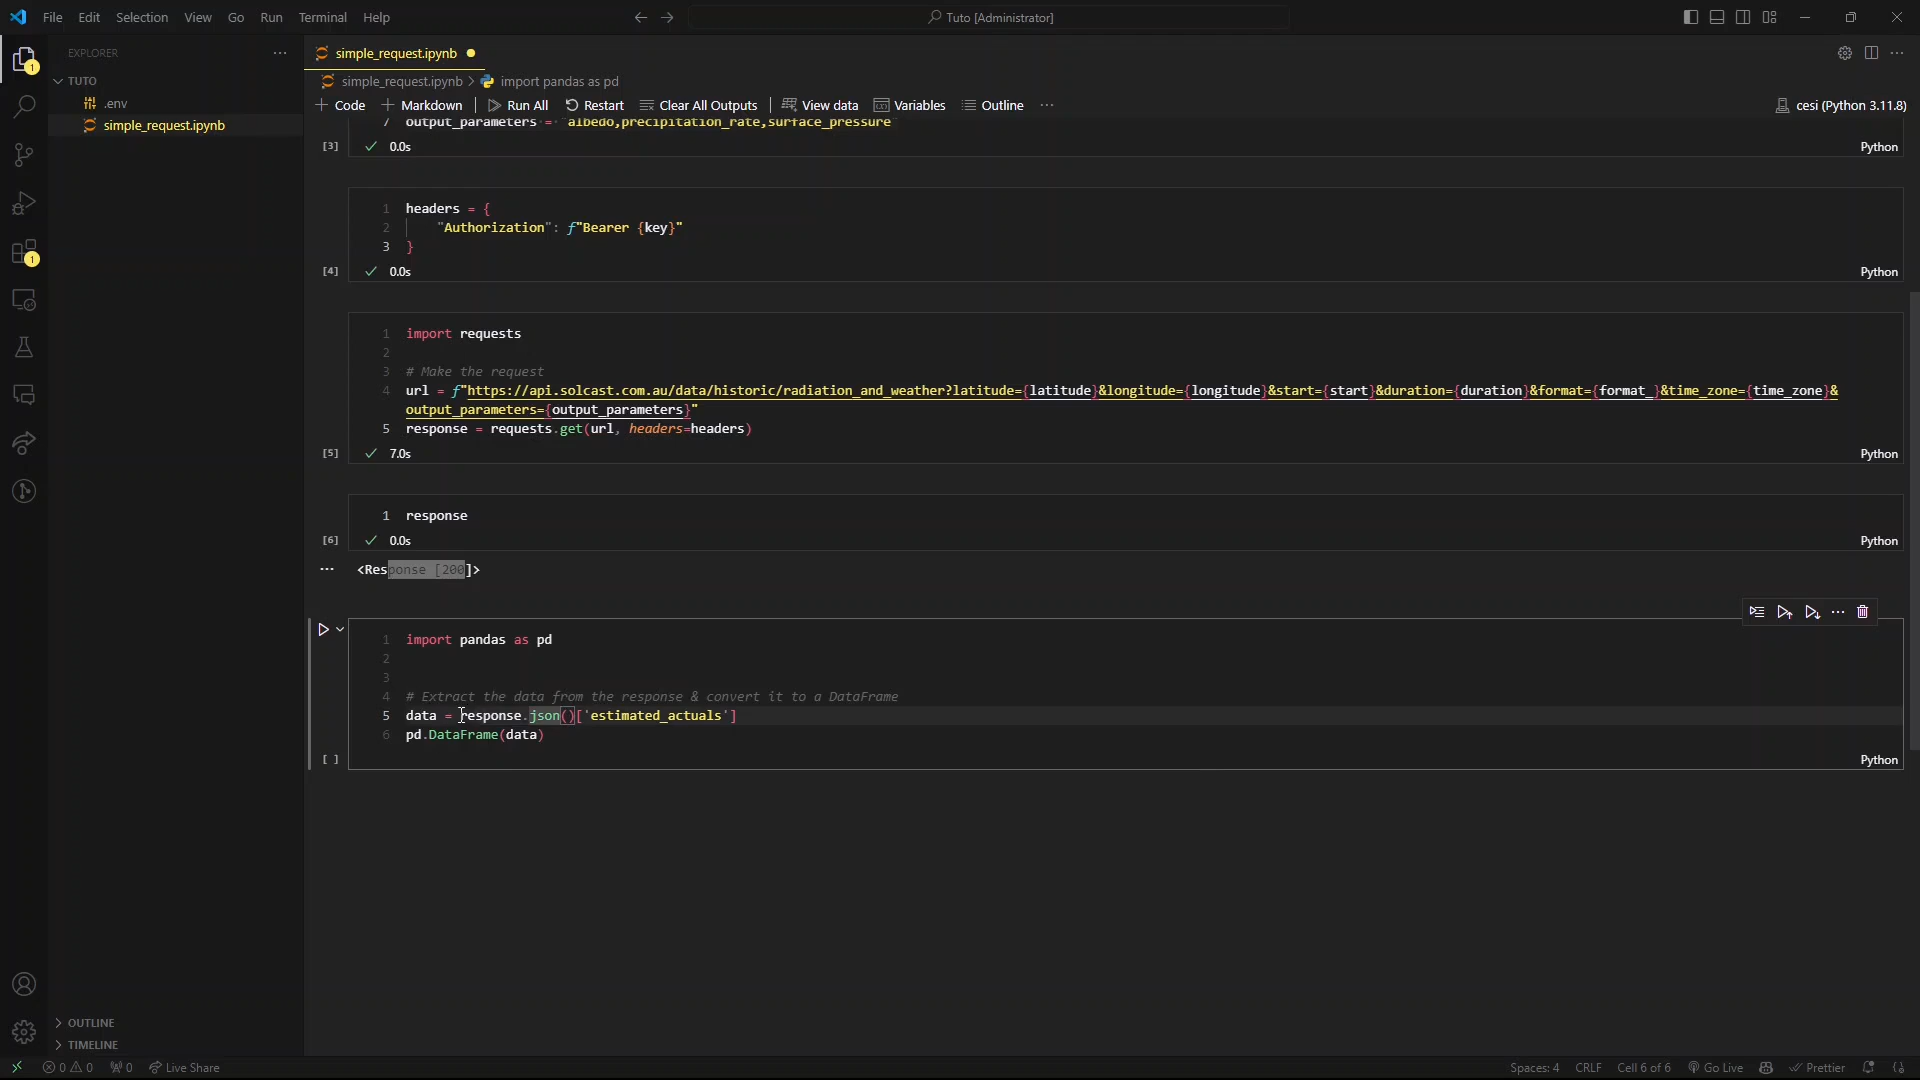 File Edit Selection View Go Run Terminal Help
Tuto [Administrator]
EXPLORER
TUTO
.env
simple_request.ipynb
OUTLINE
TIMELINE
simple_request.ipynb
simple_request.ipynb > import pandas as pd
Code Markdown Run All Restart Clear All Outputs View data Variables Outline
cesi (Python 3.11.8)
7 output_parameters = "albedo,precipitation_rate,surface_pressure"
[3] 0.0s Python
1 headers = {
2 "Authorization": f"Bearer {key}"
3 }
[4] 0.0s Python
1 import requests
2
3 # Make the request
4 url = f"https://api.solcast.com.au/data/historic/radiation_and_weather?latitude={latitude}&longitude={longitude}&start={start}&duration={duration}&format={format_}&time_zone={time_zone}&
output_parameters={output_parameters}"
5 response = requests.get(url, headers=headers)
[5] 7.0s Python
1 response
[6] 0.0s Python
<Response [200]>
1 import pandas as pd
2
3
4 # Extract the data from the response & convert it to a DataFrame
5 data = response.json()['estimated_actuals']
6 pd.DataFrame(data)
[ ] Python
0 0 0 Live Share
Spaces: 4 CRLF Cell 6 of 6 Go Live Prettier
1
1